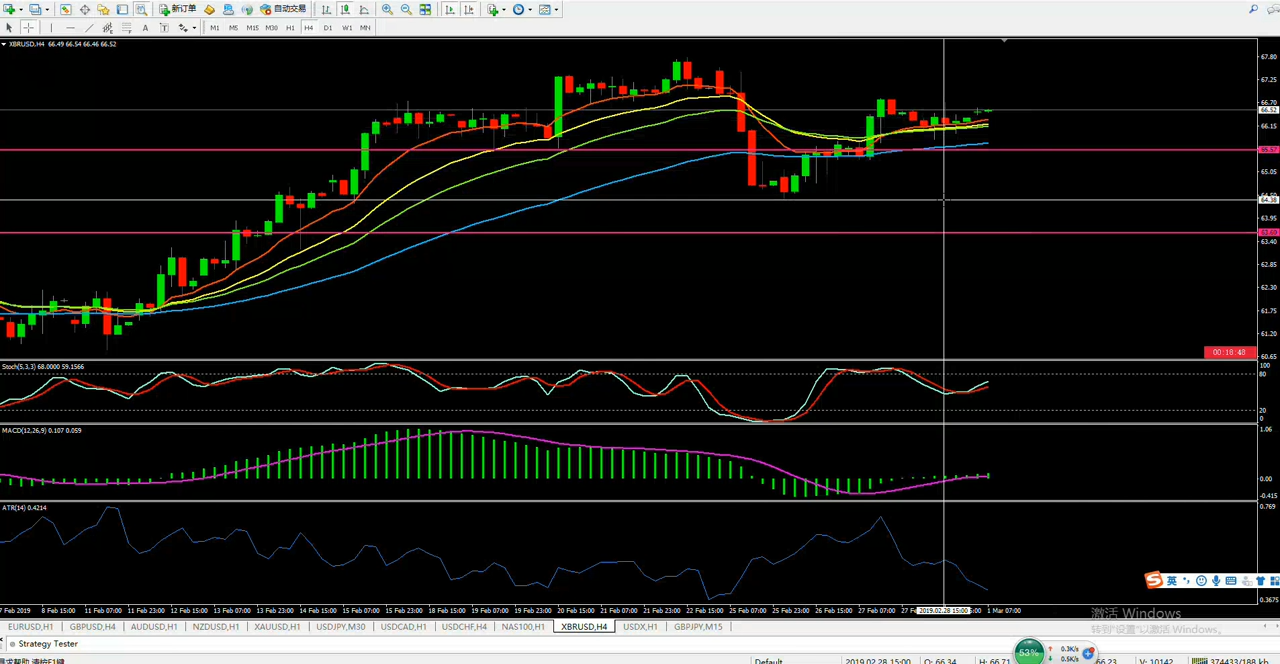 新订单 自动交易
A T M1 M5 M15 M30 H1 H4 D1 W1 MN
XBRUSD,H4 66.49 66.54 66.46 66.52
67.80
67.25
66.70
66.52
66.15
65.57
65.05
64.50
64.38
63.95
63.40
62.85
62.30
61.75
61.20
00:18:48
60.65
Stoch(5,3,3) 68.0000 59.1566
100
80
20
0
MACD(12,26,9) 0.107 0.059
1.06
0.00
-0.415
ATR(14) 0.4214
0.769
英
0.3675
7 Feb 2019 8 Feb 15:00 11 Feb 07:00 11 Feb 23:00 12 Feb 15:00 13 Feb 07:00 13 Feb 23:00 14 Feb 15:00 15 Feb 07:00 15 Feb 23:00 18 Feb 15:00 19 Feb 07:00 19 Feb 23:00 20 Feb 15:00 21 Feb 07:00 21 Feb 23:00 22 Feb 15:00 25 Feb 07:00 25 Feb 23:00 26 Feb 15:00 27 Feb 07:00 27 F 2019.02.28 15:00 5:00 1 Mar 07:00
激活 Windows
转到"设置"以激活 Windows。
EURUSD,H1 GBPUSD,H4 AUDUSD,H1 NZDUSD,H1 XAUUSD,H1 USDJPY,M30 USDCAD,H1 USDCHF,H4 NAS100,H1 XBRUSD,H4 USDX,H1 GBPJPY,M15
Strategy Tester
53% 0.3K/s
0.5K/s
Default 2019.02.28 15:00 O: 66.34 H: 66.71 66.23 V: 10142 374433/188 kb